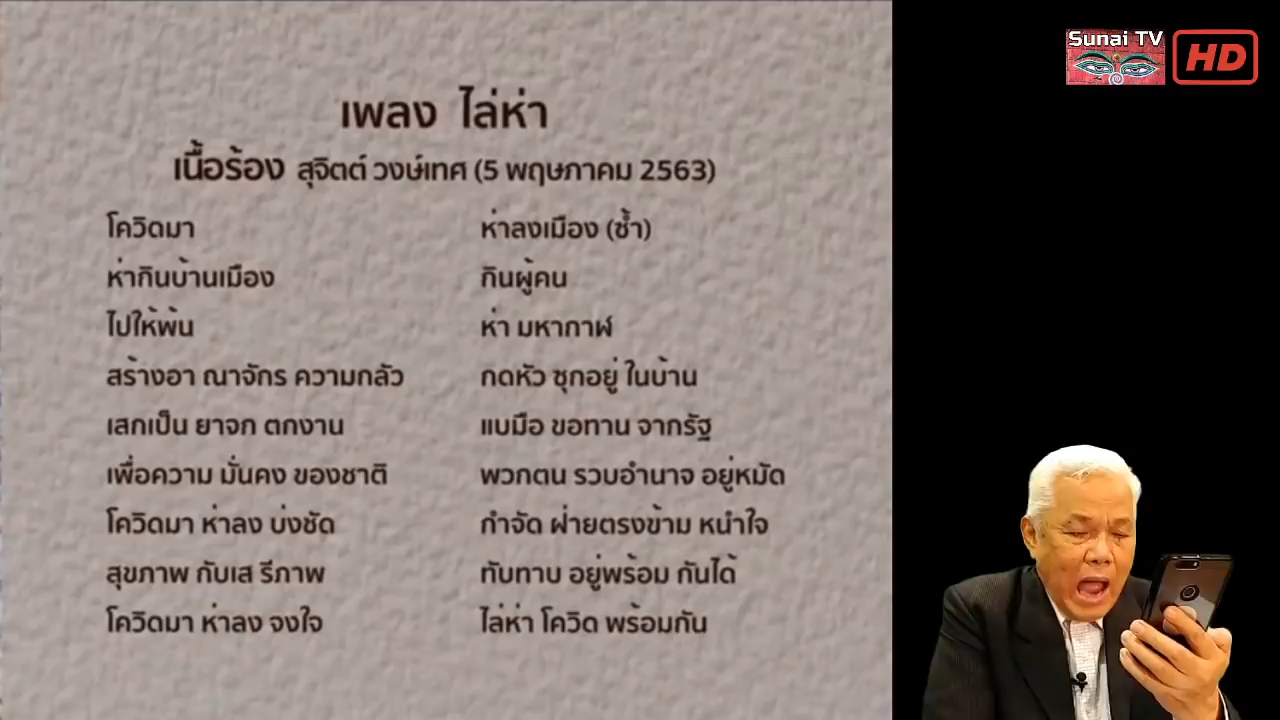 Sunai TV HD
เพลง ไล่ห่า
เนื้อร้อง สุจิตต์ วงษ์เทศ (5 พฤษภาคม 2563)
โควิดมา ห่าลงเมือง (ซ้ำ)
ห่ากินบ้านเมือง กินผู้คน
ไปให้พ้น ห่า มหากาฬ
สร้างอา ณาจักร ความกลัว กดหัว ซุกอยู่ ในบ้าน
เสกเป็น ยาจก ตกงาน แบมือ ขอทาน จากรัฐ
เพื่อความ มั่นคง ของชาติ พวกตน รวบอำนาจ อยู่หมัด
โควิดมา ห่าลง บ่งชัด กำจัด ฝ่ายตรงข้าม หนำใจ
สุขภาพ กับเส รีภาพ ทับทาบ อยู่พร้อม กันได้
โควิดมา ห่าลง จงใจ ไล่ห่า โควิด พร้อมกัน